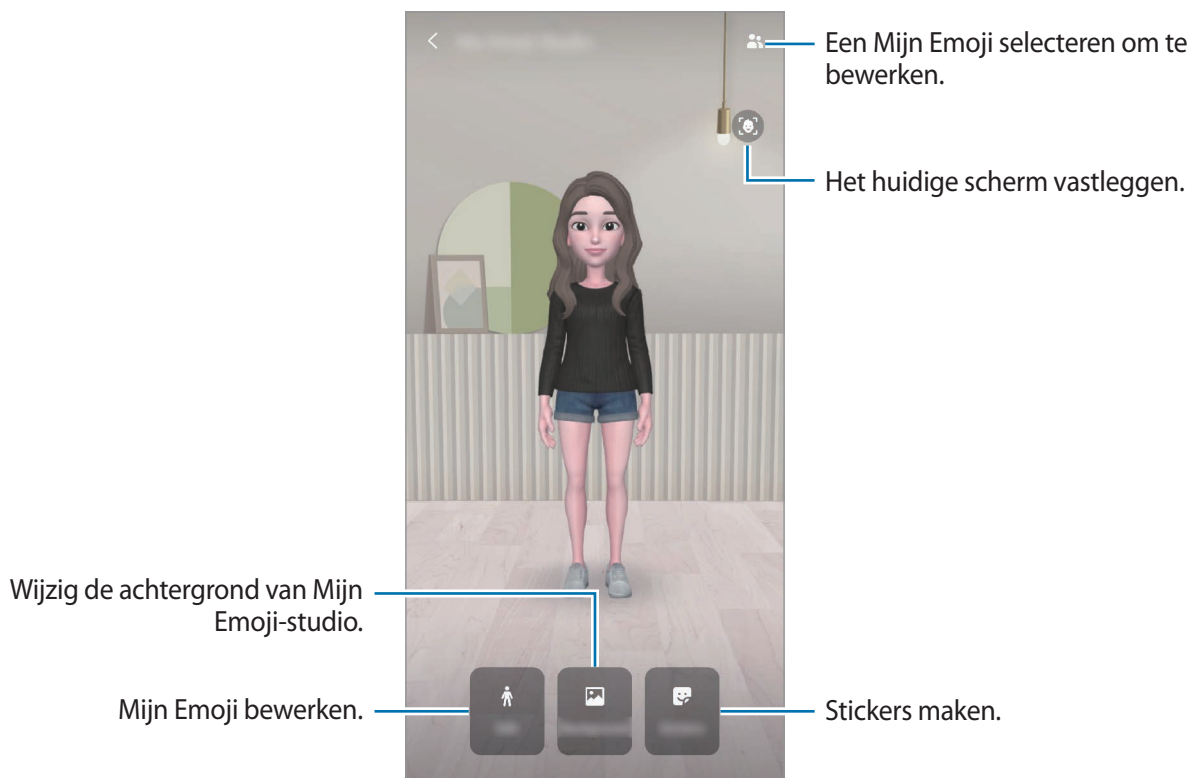 Een Mijn Emoji selecteren om te
bewerken.
Het huidige scherm vastleggen.
Wijzig de achtergrond van Mijn
Emoji-studio.
Mijn Emoji bewerken.
Stickers maken.